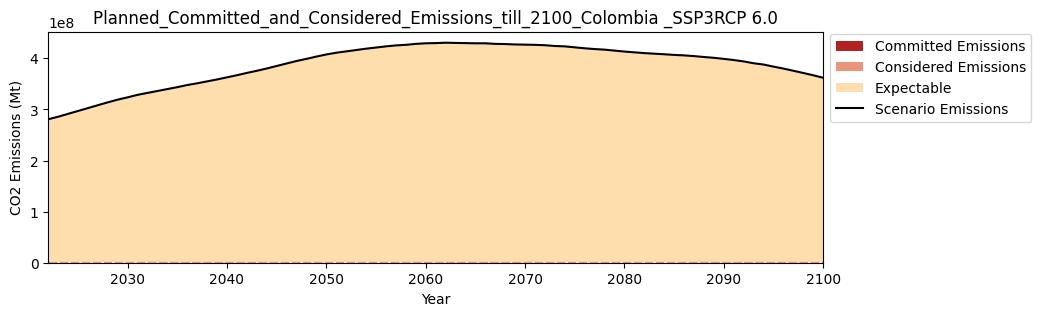 Planned_Committed_and_Considered_Emissions_till_2100_Colombia _SSP3RCP 6.0
1e8
Committed Emissions
Considered Emissions
Expectable
Scenario Emissions
CO2 Emissions (Mt)
4
3
2
1
0
2030 2040 2050 2060 2070 2080 2090 2100
Year